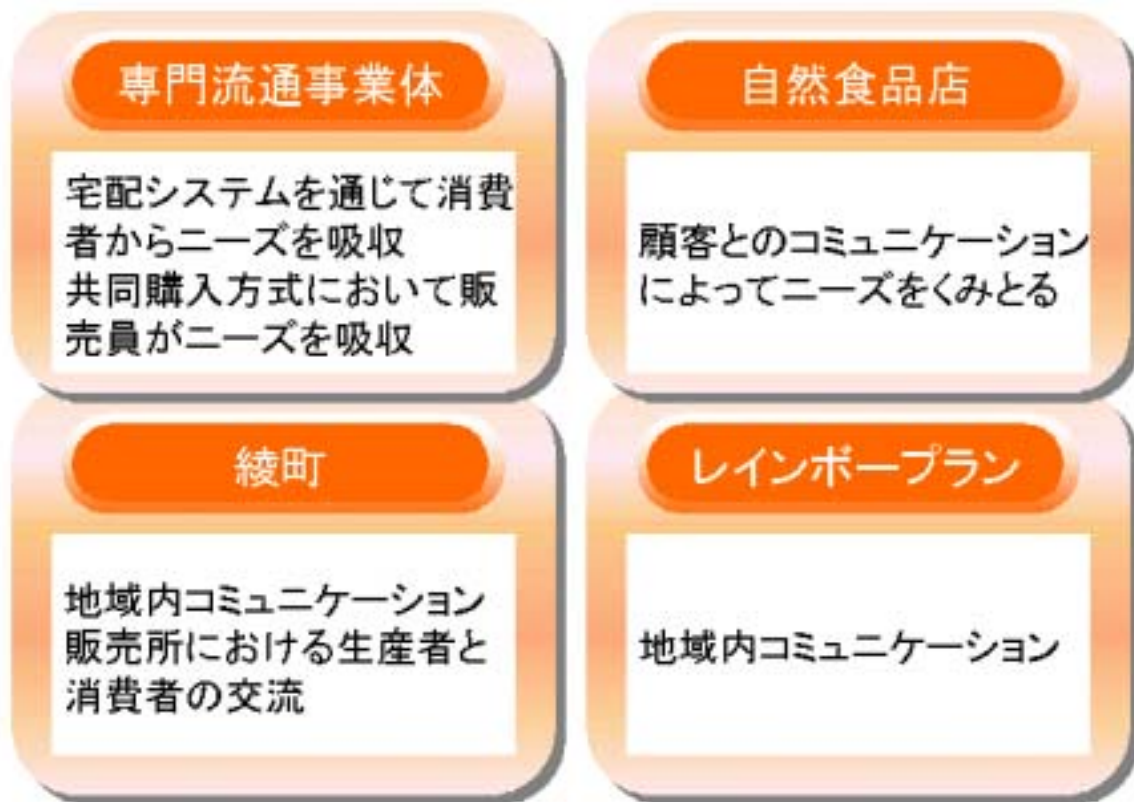 専門流通事業体
宅配システムを通じて消費
者からニーズを吸収
共同購入方式において販
売員がニーズを吸収
自然食品店
顧客とのコミュニケーション
によってニーズをくみとる
綾町
地域内コミュニケーション
販売所における生産者と
消費者の交流
レインボープラン
地域内コミュニケーション